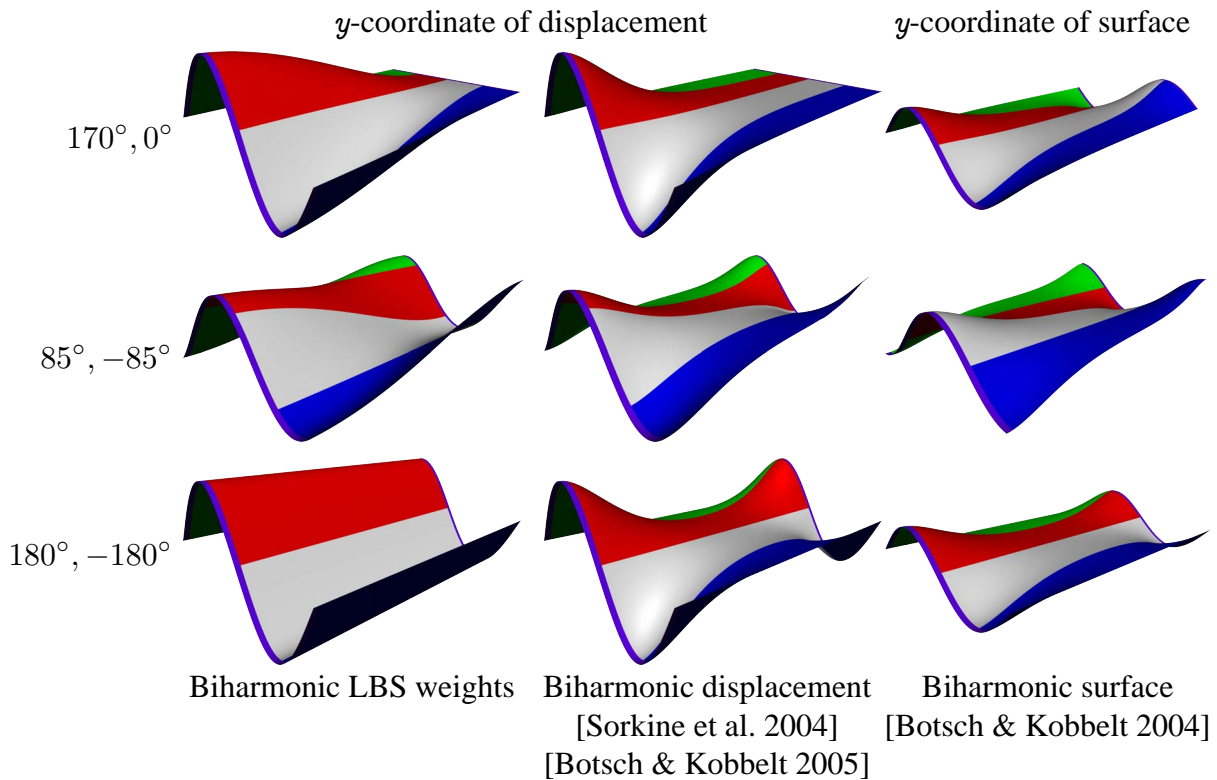 y-coordinate of displacement
y-coordinate of surface
170°, 0°
85°, −85°
180°, −180°
Biharmonic LBS weights
Biharmonic displacement
[Sorkine et al. 2004]
[Botsch & Kobbelt 2005]
Biharmonic surface
[Botsch & Kobbelt 2004]